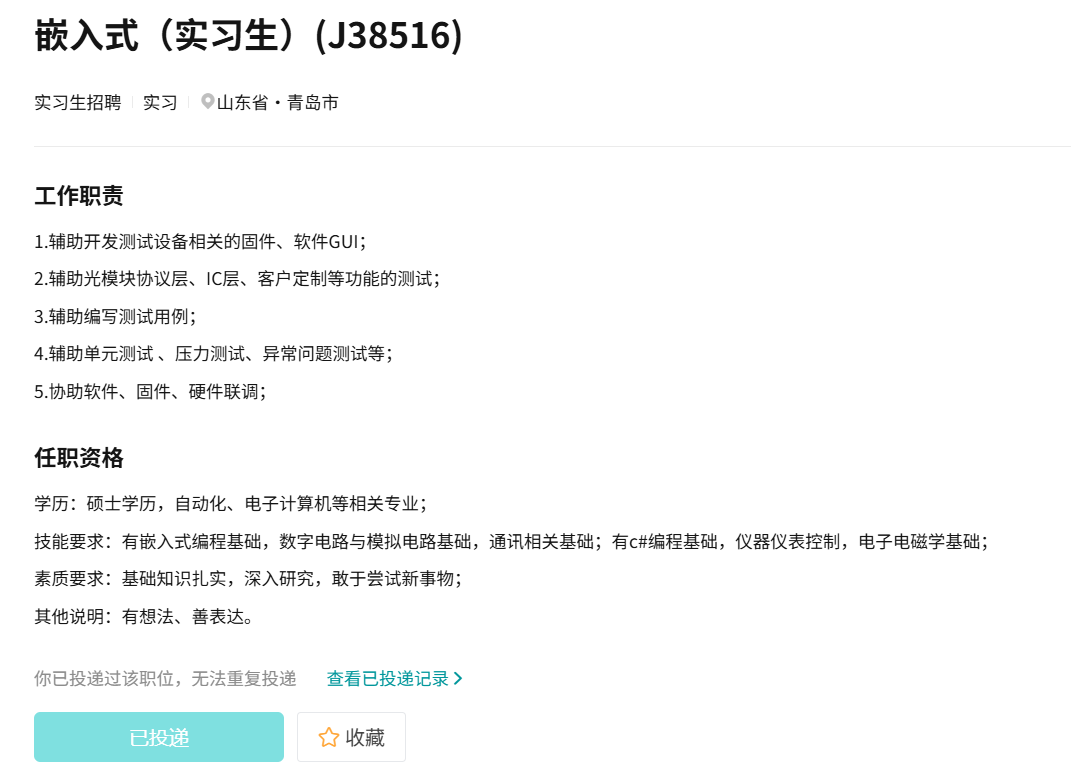 嵌入式（实习生）(J38516)
实习生招聘 实习 山东省·青岛市
工作职责
1.辅助开发测试设备相关的固件、软件GUI；
2.辅助光模块协议层、IC层、客户定制等功能的测试；
3.辅助编写测试用例；
4.辅助单元测试 、压力测试、异常问题测试等；
5.协助软件、固件、硬件联调；
任职资格
学历：硕士学历，自动化、电子计算机等相关专业；
技能要求：有嵌入式编程基础，数字电路与模拟电路基础，通讯相关基础；有c#编程基础，仪器仪表控制，电子电磁学基础；
素质要求：基础知识扎实，深入研究，敢于尝试新事物；
其他说明：有想法、善表达。
你已投递过该职位，无法重复投递 查看已投递记录
已投递 收藏